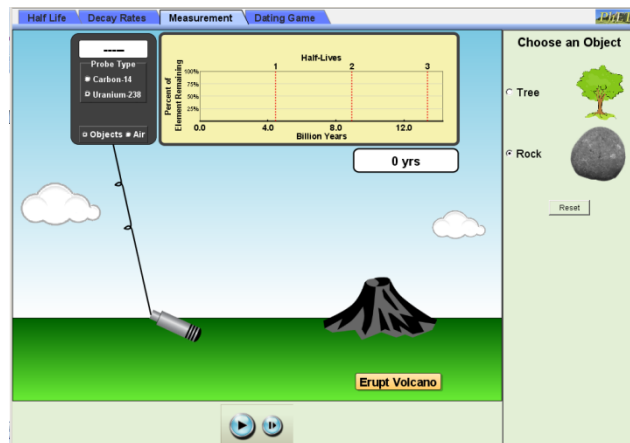 Half Life Decay Rates Measurement Dating Game PhET
-----
Probe Type
Carbon-14
Uranium-238
Objects Air
Half-Lives
1 2 3
Percent of
Element Remaining
100%
75%
50%
25%
0.0 4.0 8.0 12.0
Billion Years
0 yrs
Choose an Object
Tree
Rock
Reset
Erupt Volcano